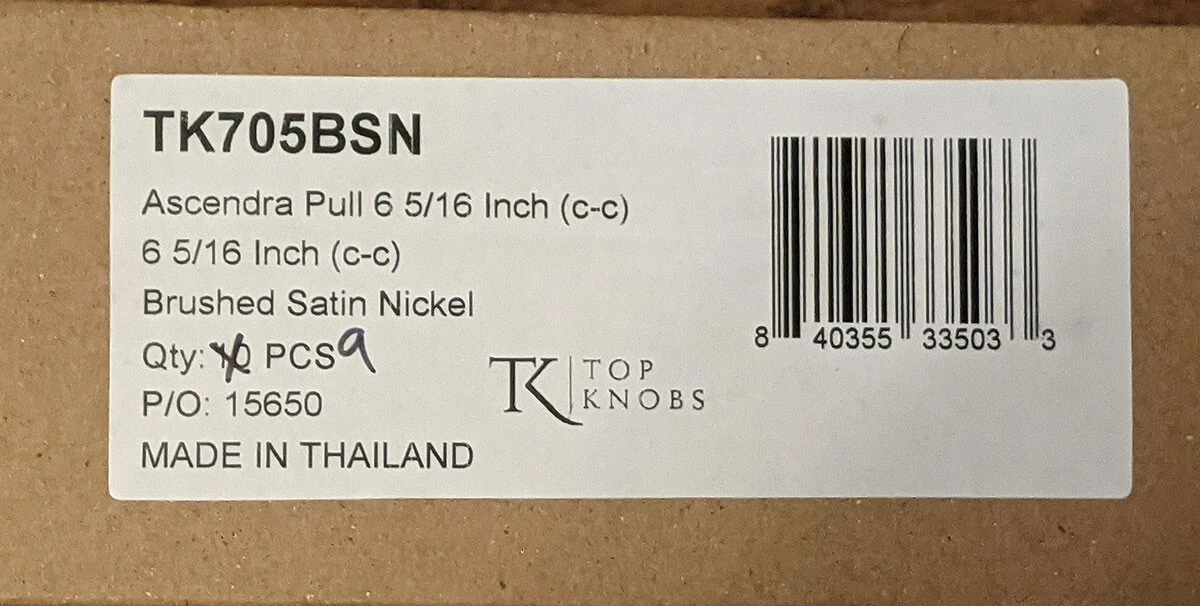 TK705BSN
Ascendra Pull 6 5/16 Inch (c-c)
6 5/16 Inch (c-c)
Brushed Satin Nickel
Qty: 10 PCS 9
P/O: 15650
MADE IN THAILAND
TK TOP
KNOBS
8 40355 33503 3